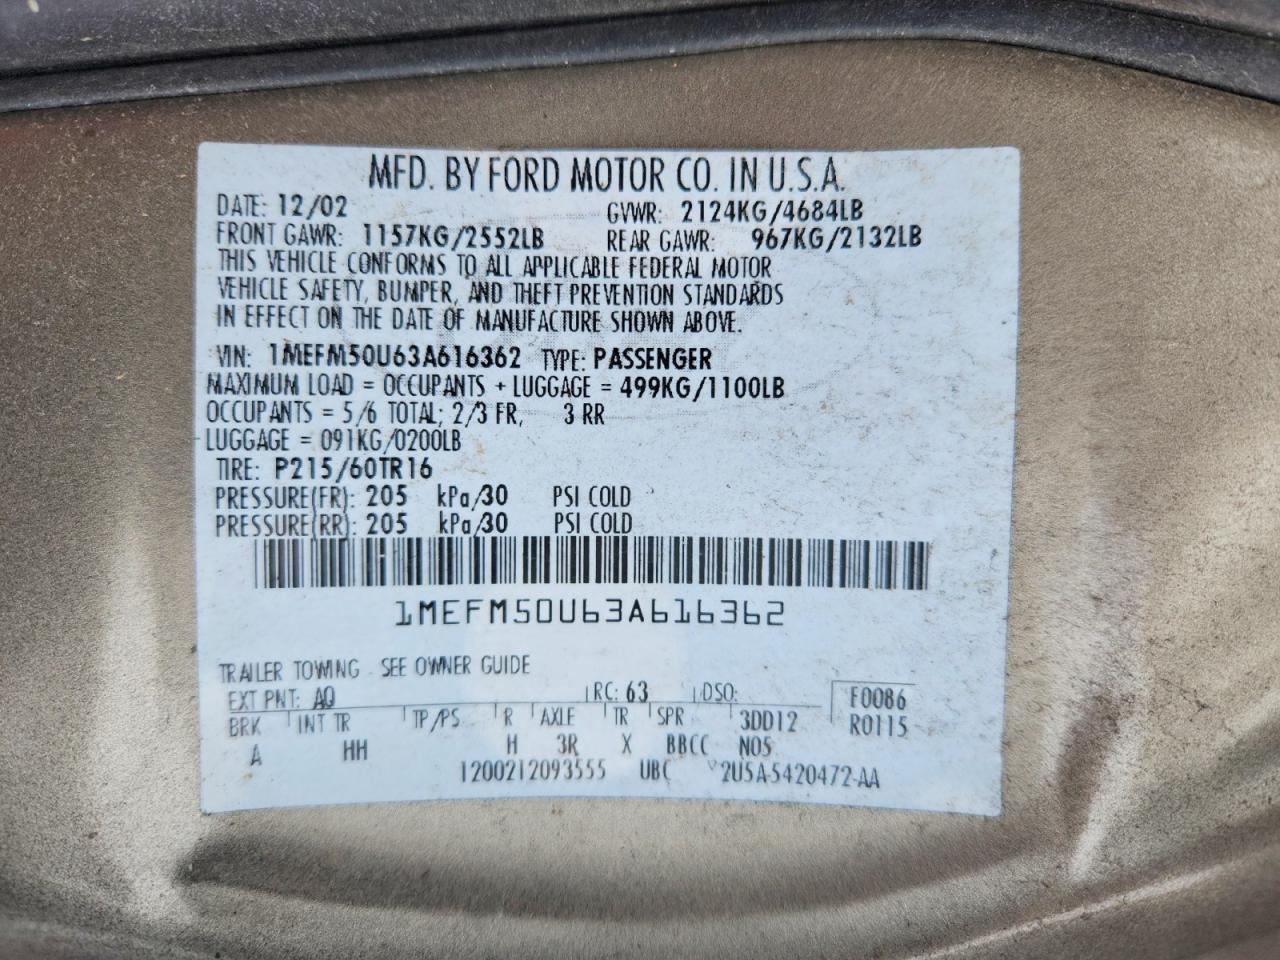 MFD. BY FORD MOTOR CO. IN U.S.A.
DATE: 12/02 GVWR: 2124KG/4684LB
FRONT GAWR: 1157KG/2552LB REAR GAWR: 967KG/2132LB
THIS VEHICLE CONFORMS TO ALL APPLICABLE FEDERAL MOTOR
VEHICLE SAFETY, BUMPER, AND THEFT PREVENTION STANDARDS
IN EFFECT ON THE DATE OF MANUFACTURE SHOWN ABOVE.
VIN: 1MEFM50U63A616362 TYPE: PASSENGER
MAXIMUM LOAD = OCCUPANTS + LUGGAGE = 499KG/1100LB
OCCUPANTS = 5/6 TOTAL; 2/3 FR, 3 RR
LUGGAGE = 091KG/0200LB
TIRE: P215/60TR16
PRESSURE(FR): 205 kPa/30 PSI COLD
PRESSURE(RR): 205 kPa/30 PSI COLD
1MEFM50U63A616362
TRAILER TOWING - SEE OWNER GUIDE
EXT PNT: AQ RC: 63 DSO: F0086
BRK INT TR TP/PS R AXLE TR SPR 3DD12 R0115
A HH H 3R X BBCC N05
1200212093555 UBC 2U5A-5420472-AA